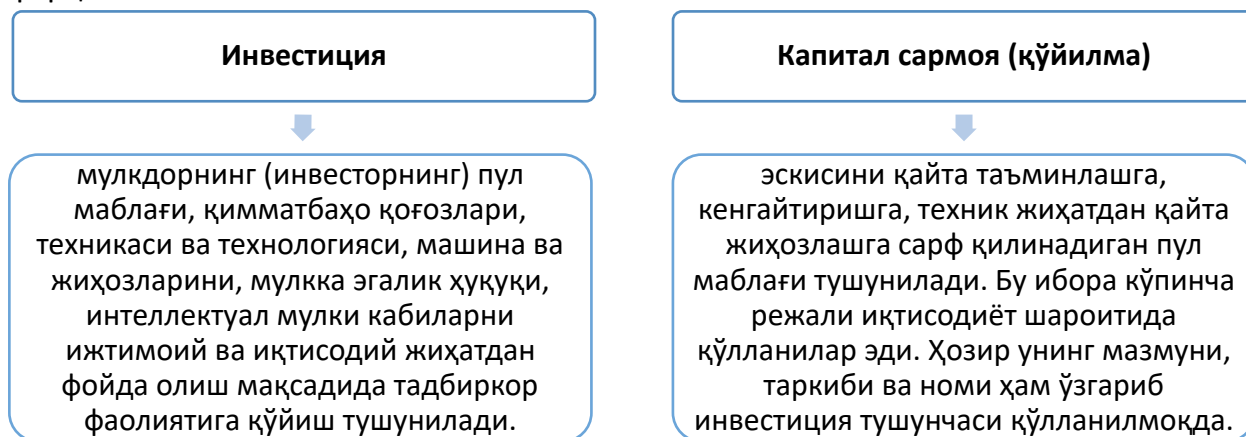 Инвестиция
мулкдорнинг (инвесторнинг) пул
маблағи, қимматбаҳо қоғозлари,
техникаси ва технологияси, машина ва
жиҳозларини, мулкка эгалик ҳуқуқи,
интеллектуал мулки кабиларни
ижтимоий ва иқтисодий жиҳатдан
фойда олиш мақсадида тадбиркор
фаолиятига қўйиш тушунилади.
Капитал сармоя (қўйилма)
эскисини қайта таъминлашга,
кенгайтиришга, техник жиҳатдан қайта
жиҳозлашга сарф қилинадиган пул
маблағи тушунилади. Бу ибора кўпинча
режали иқтисодиёт шароитида
қўлланилар эди. Ҳозир унинг мазмуни,
таркиби ва номи ҳам ўзгариб
инвестиция тушунчаси қўлланилмоқда.